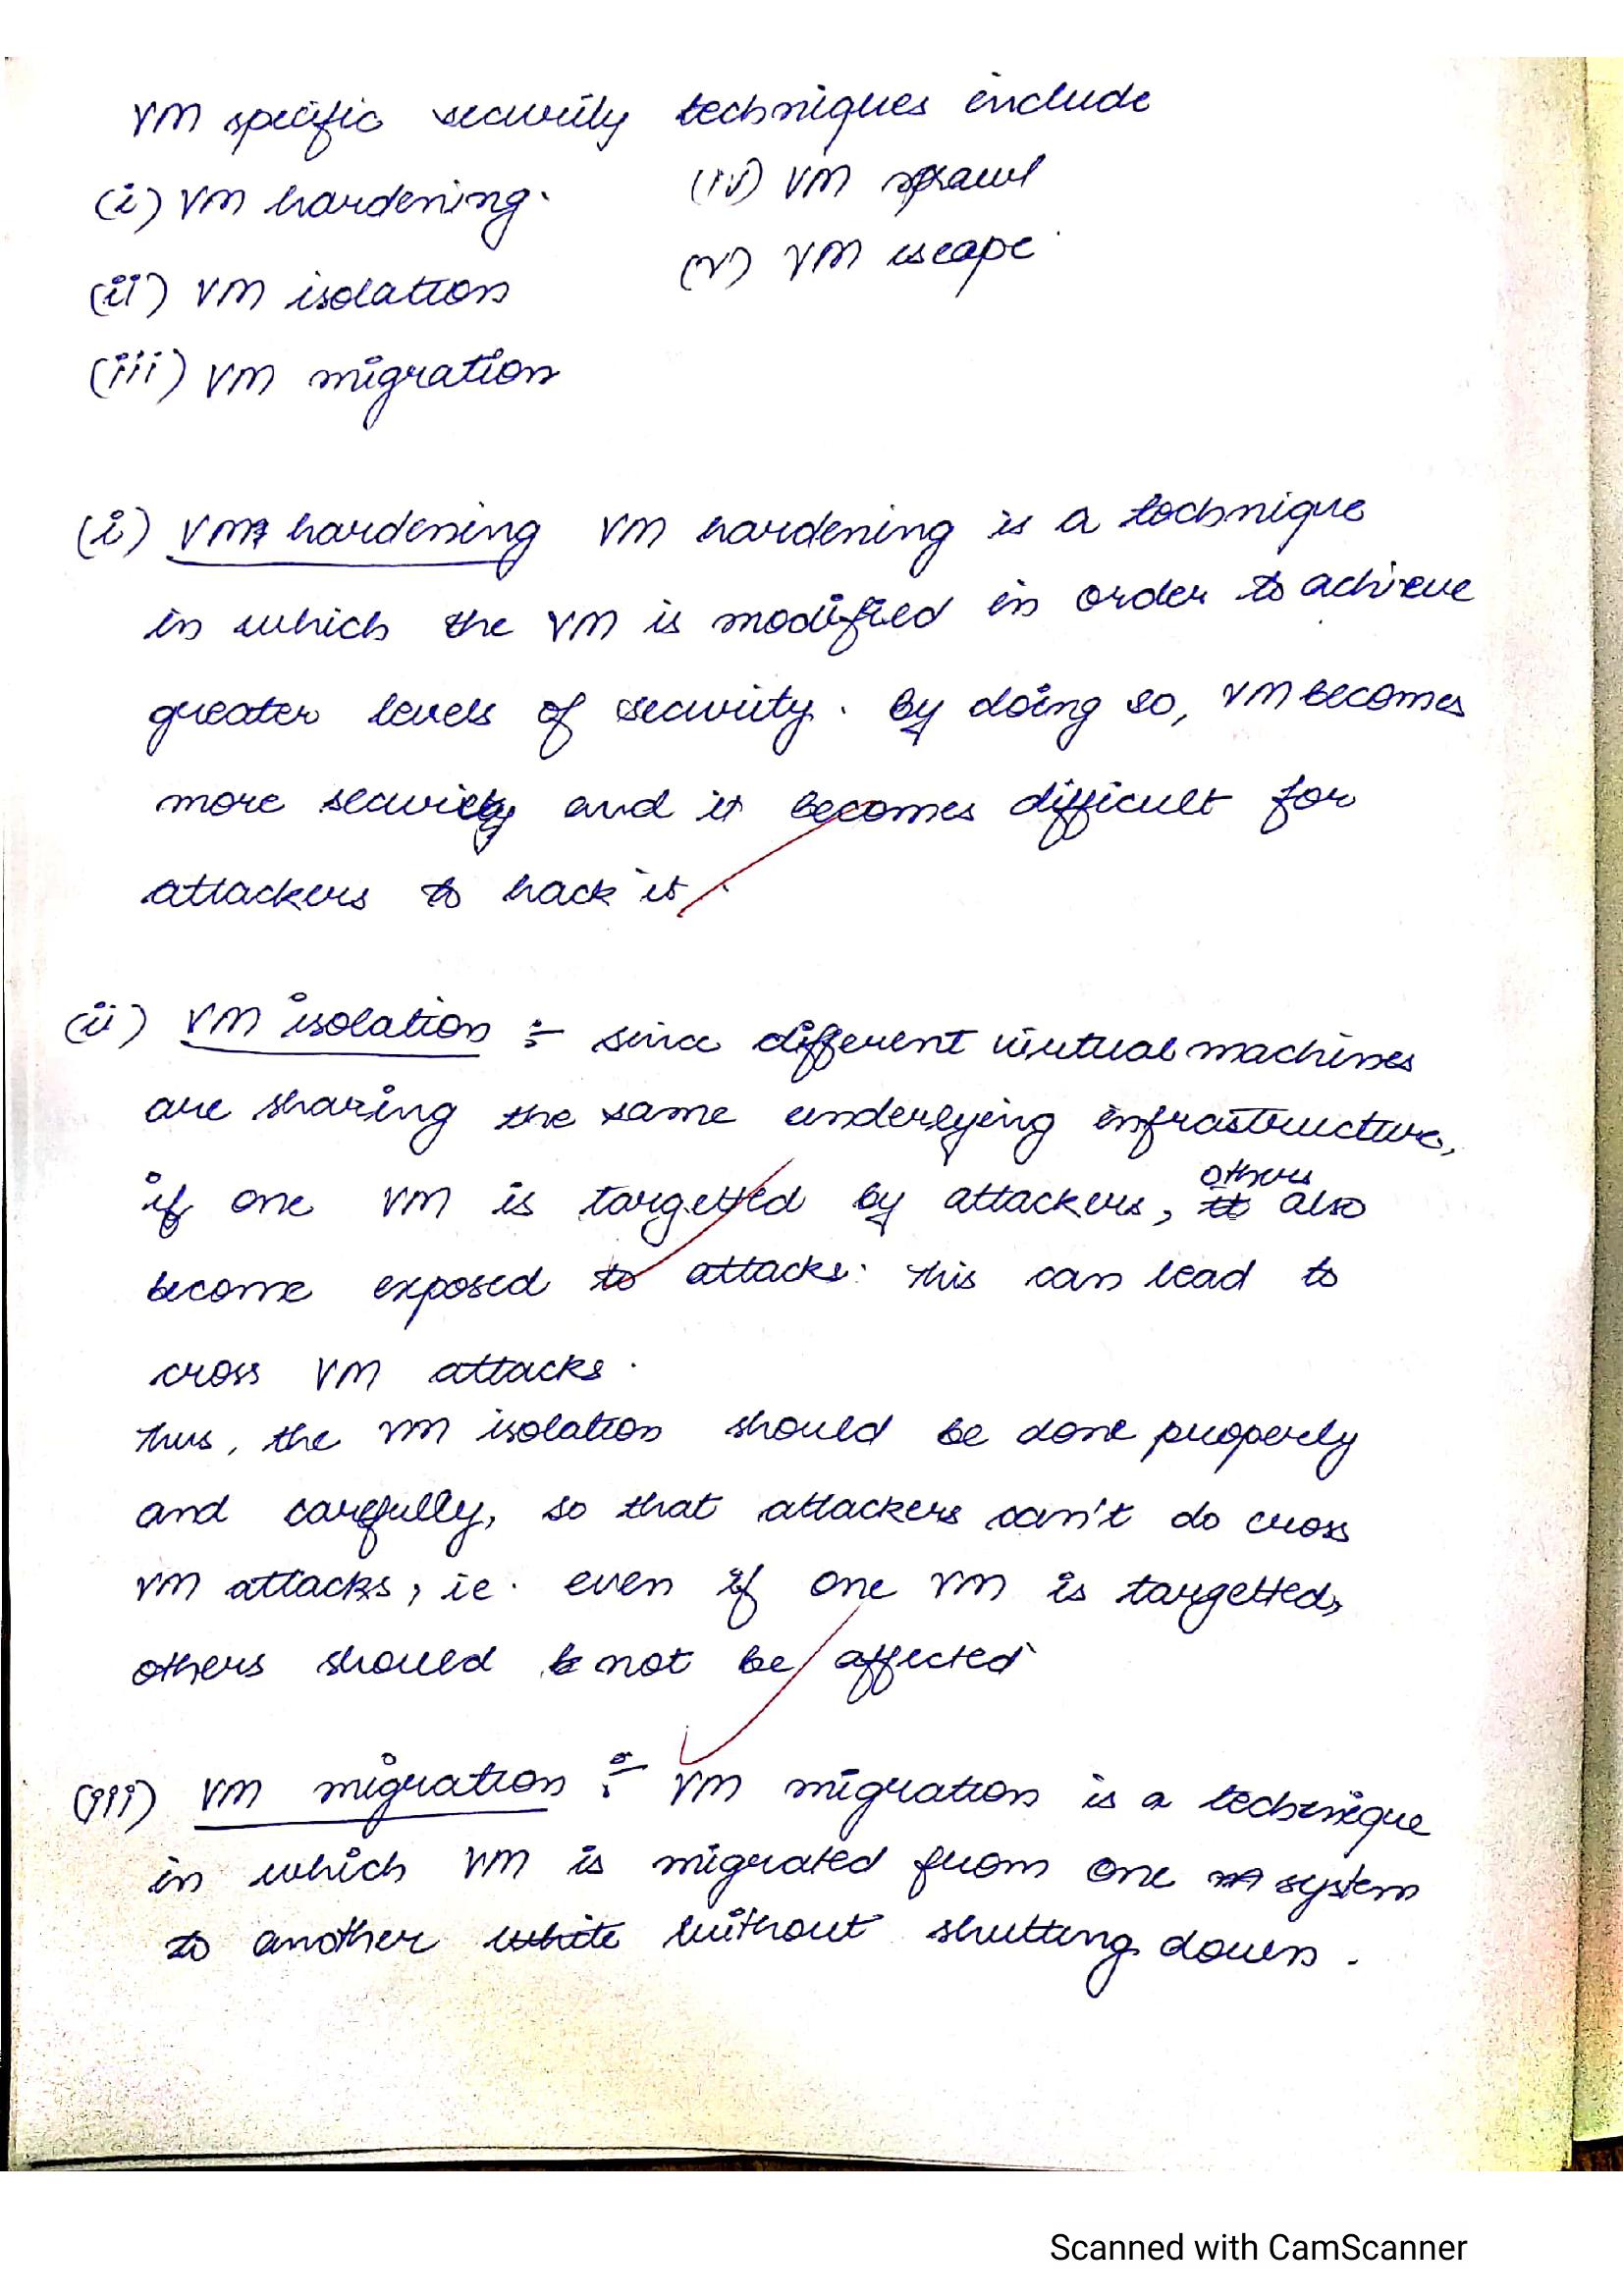 VM specific security techniques include
(i) VM hardening.
(ii) VM isolation
(iii) VM migration
(iv) VM sprawl
(v) VM escape.
(i) VM hardening VM hardening is a technique
in which the VM is modified in order to achieve
greater levels of security. By doing so, VM becomes
more security and it becomes difficult for
attackers to hack it.
(ii) VM isolation :- since different virtual machines
are sharing the same underlying infrastructure,
if one VM is targetted by attackers, others also
become exposed to attacks. This can lead to
cross VM attacks.
Thus, the VM isolation should be done properly
and carefully, so that attackers can't do cross
VM attacks, ie. even if one VM is targetted,
others should not be affected
(iii) VM migration :- VM migration is a technique
in which VM is migrated from one system
to another without shutting down.
Scanned with CamScanner